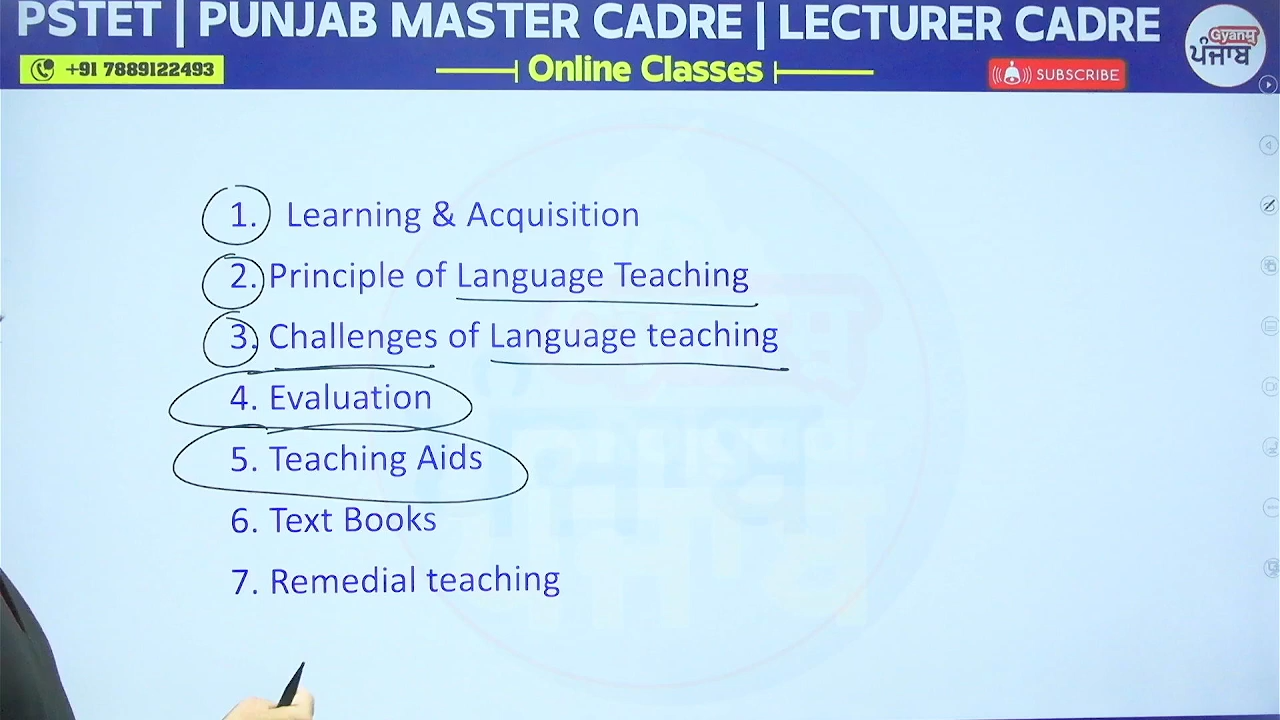 PSTET | PUNJAB MASTER CADRE | LECTURER CADRE
+91 7889122493
Online Classes
SUBSCRIBE
Gyanm
ਪੰਜਾਬ
1. Learning & Acquisition
2. Principle of Language Teaching
3. Challenges of Language teaching
4. Evaluation
5. Teaching Aids
6. Text Books
7. Remedial teaching